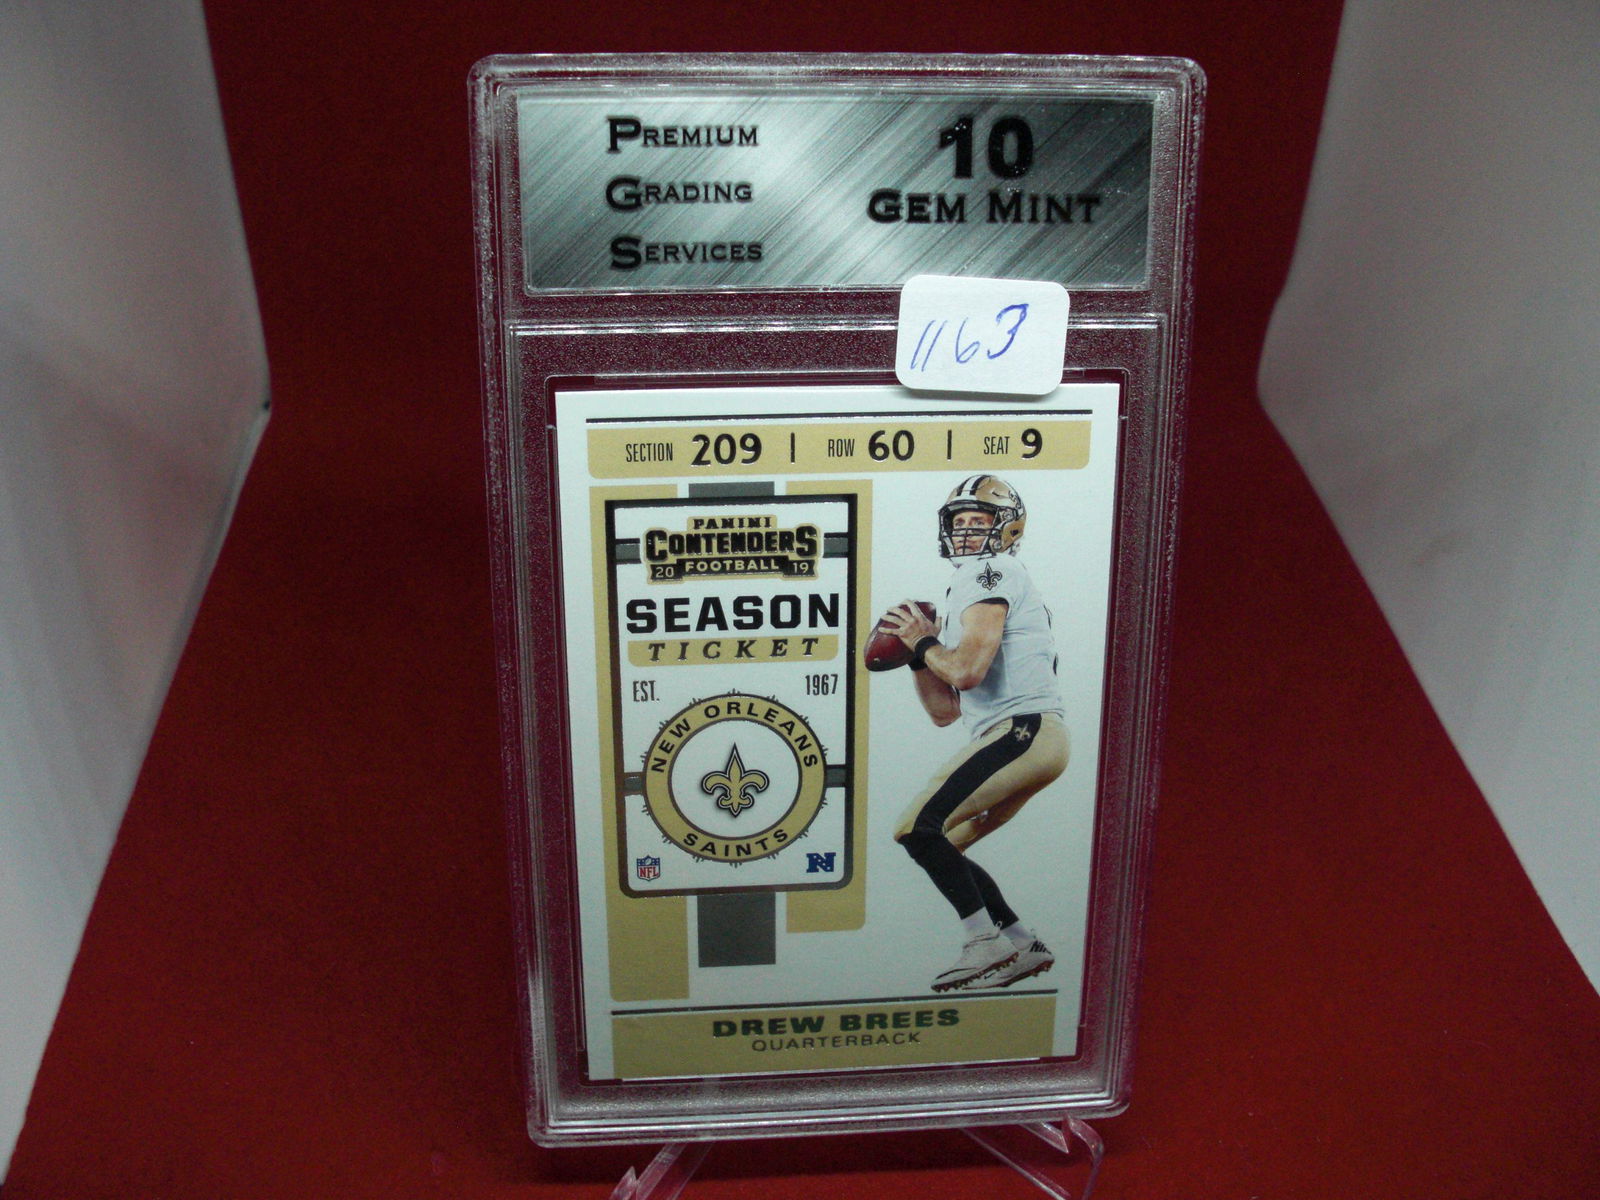 PREMIUM
GRADING
SERVICES
10
GEM MINT
1163
SECTION 209 | ROW 60 | SEAT 9
PANINI
CONTENDERS
20 FOOTBALL 19
SEASON
TICKET
EST. 1967
NEW ORLEANS
SAINTS
NFL
N
DREW BREES
QUARTERBACK